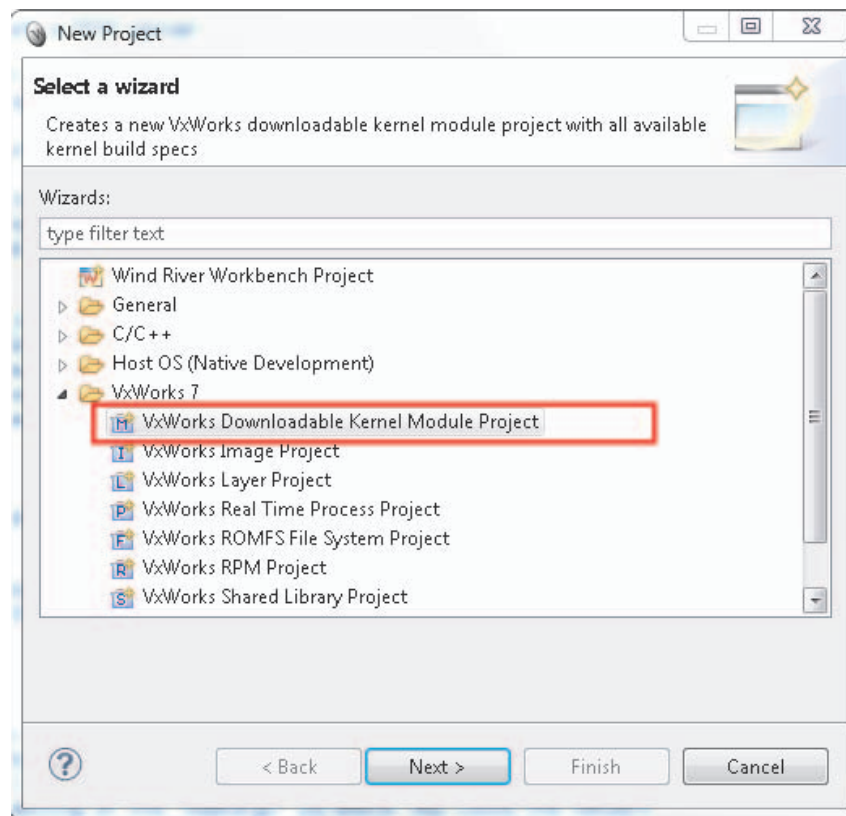 New Project
Select a wizard
Creates a new VxWorks downloadable kernel module project with all available
kernel build specs
Wizards:
type filter text
Wind River Workbench Project
General
C/C++
Host OS (Native Development)
VxWorks 7
M VxWorks Downloadable Kernel Module Project
I VxWorks Image Project
L VxWorks Layer Project
P VxWorks Real Time Process Project
F VxWorks ROMFS File System Project
R VxWorks RPM Project
S VxWorks Shared Library Project
? < Back Next > Finish Cancel